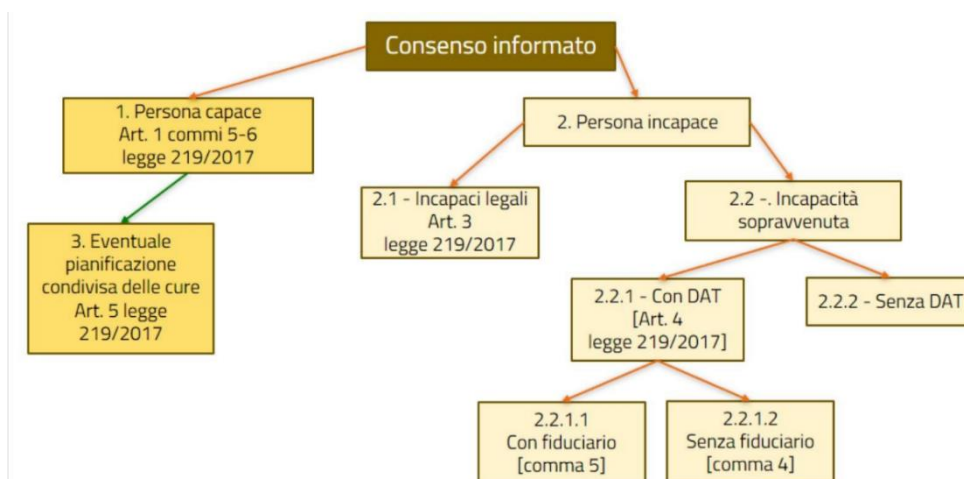 Consenso informato
1. Persona capace
Art. 1 commi 5-6
legge 219/2017
2. Persona incapace
2.1 - Incapaci legali
Art. 3
legge 219/2017
2.2 -. Incapacità
sopravvenuta
3. Eventuale
pianificazione
condivisa delle cure
Art. 5 legge
219/2017
2.2.1 - Con DAT
[Art. 4
legge 219/2017]
2.2.2 - Senza DAT
2.2.1.1
Con fiduciario
[comma 5]
2.2.1.2
Senza fiduciario
[comma 4]